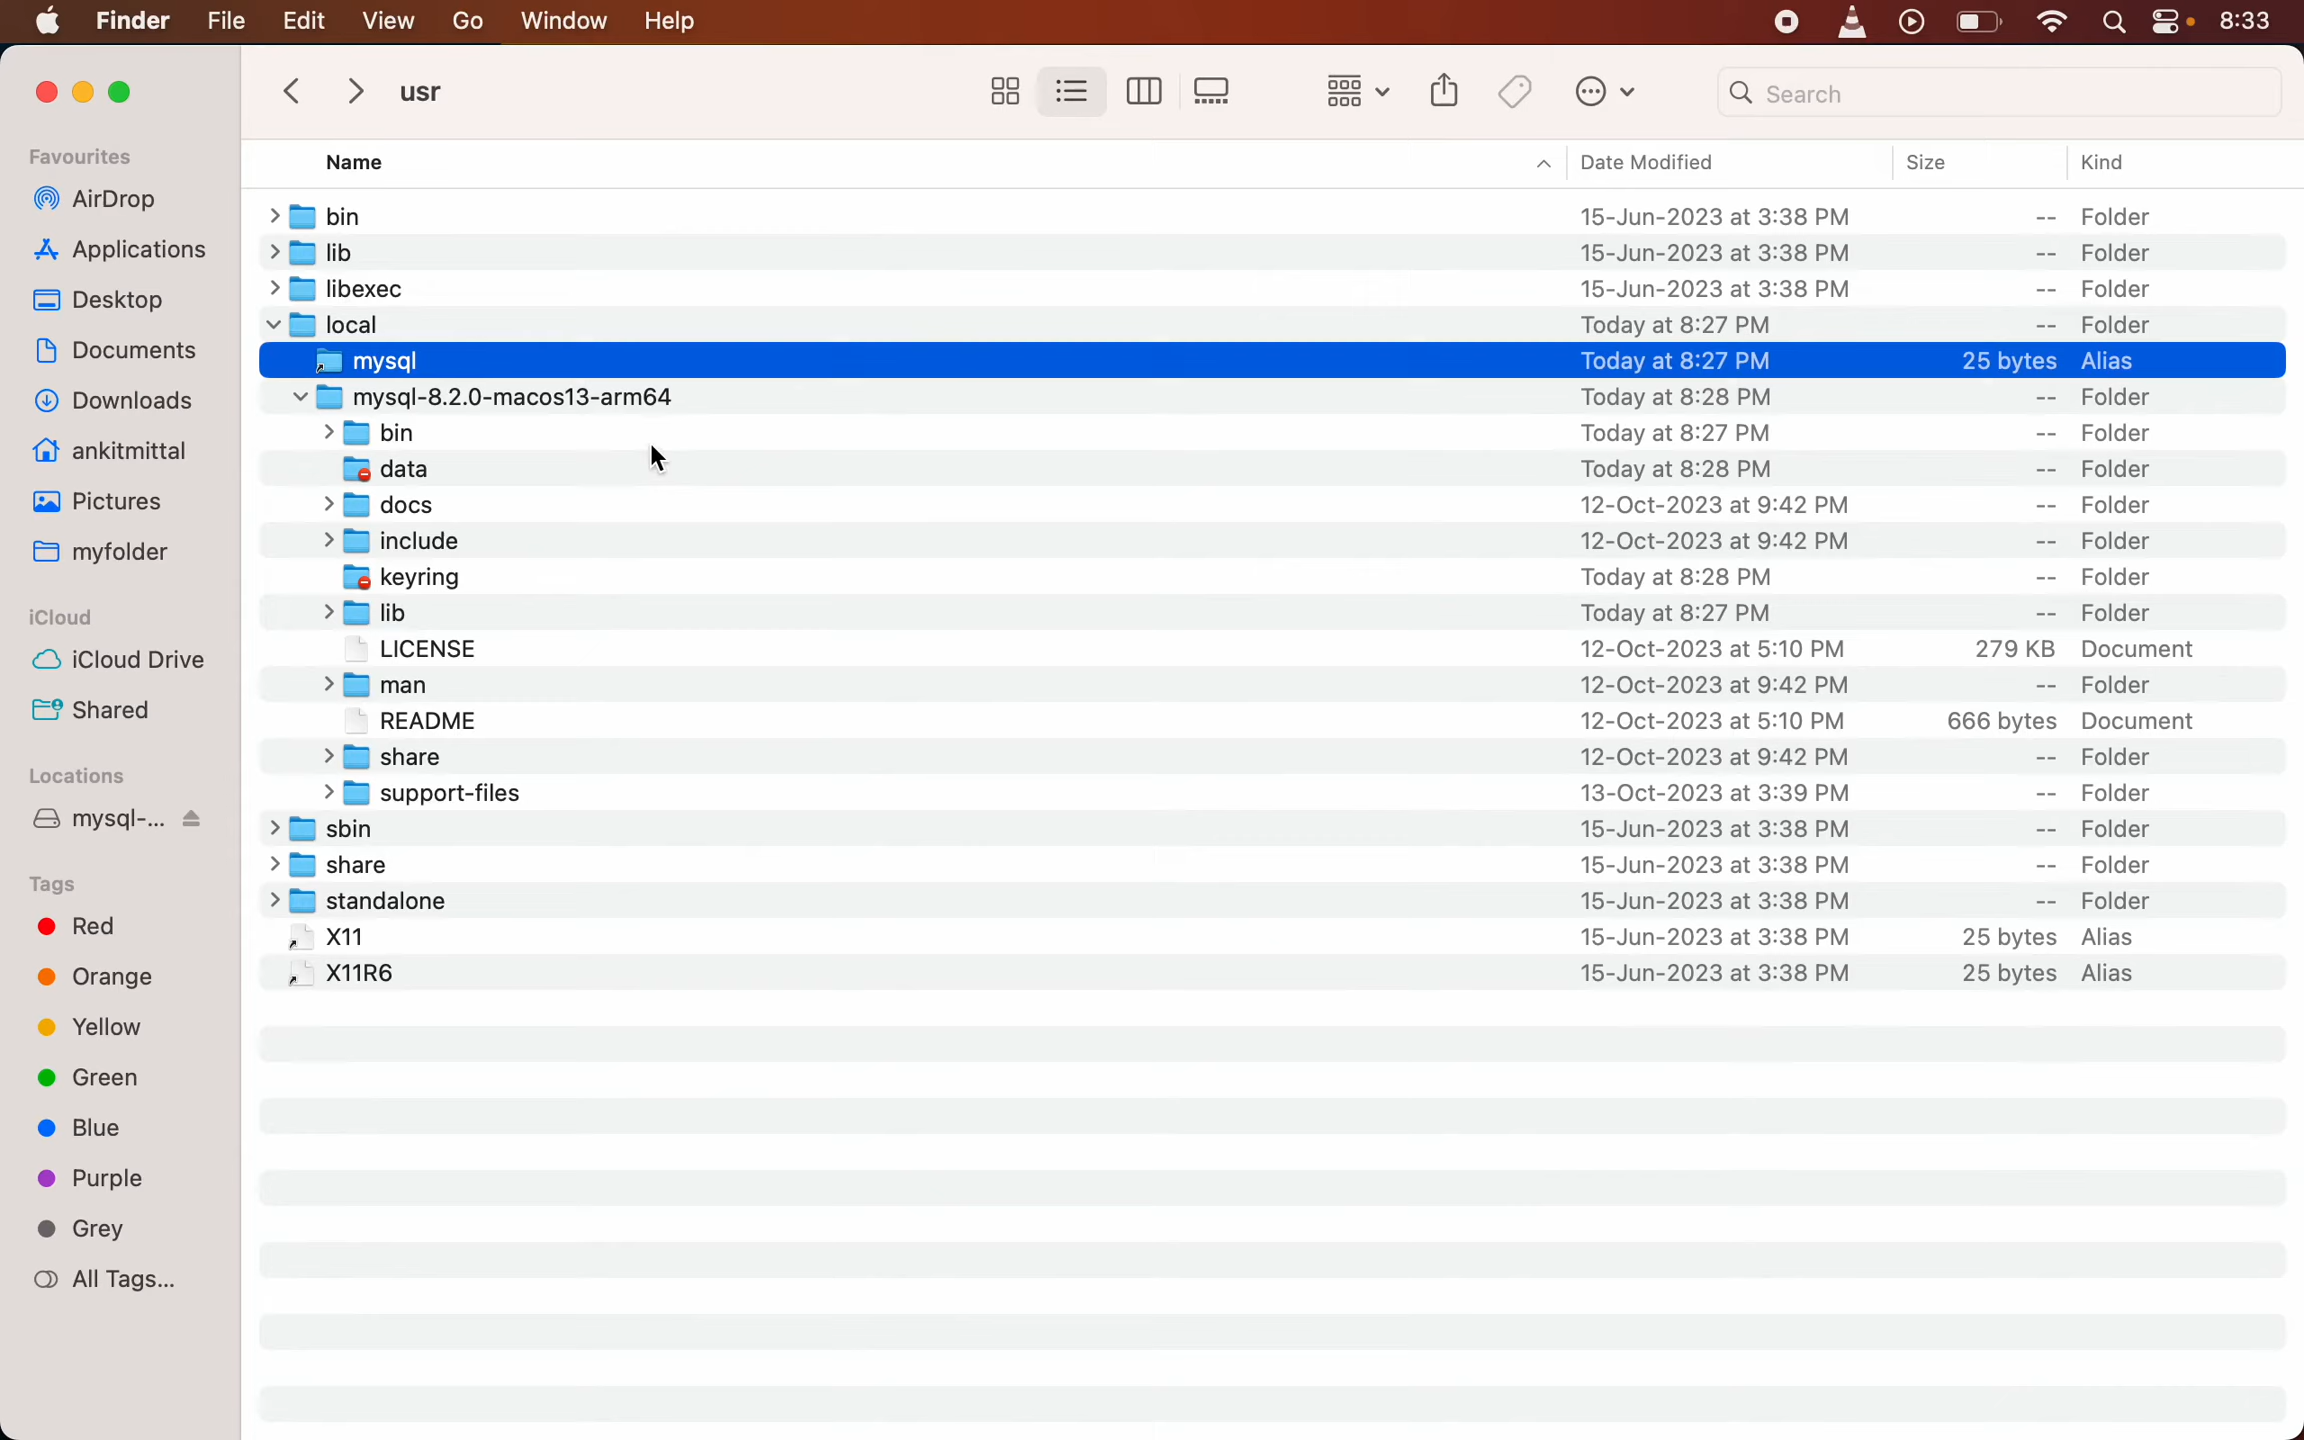 Finder File Edit View Go Window Help 8:33
usr Search
Favourites
AirDrop
Applications
Desktop
Documents
Downloads
ankitmittal
Pictures
myfolder
iCloud
iCloud Drive
Shared
Locations
mysql-...
Tags
Red
Orange
Yellow
Green
Blue
Purple
Grey
All Tags...
Name Date Modified Size Kind
bin 15-Jun-2023 at 3:38 PM -- Folder
lib 15-Jun-2023 at 3:38 PM -- Folder
libexec 15-Jun-2023 at 3:38 PM -- Folder
local Today at 8:27 PM -- Folder
mysql Today at 8:27 PM 25 bytes Alias
mysql-8.2.0-macos13-arm64 Today at 8:28 PM -- Folder
bin Today at 8:27 PM -- Folder
data Today at 8:28 PM -- Folder
docs 12-Oct-2023 at 9:42 PM -- Folder
include 12-Oct-2023 at 9:42 PM -- Folder
keyring Today at 8:28 PM -- Folder
lib Today at 8:27 PM -- Folder
LICENSE 12-Oct-2023 at 5:10 PM 279 KB Document
man 12-Oct-2023 at 9:42 PM -- Folder
README 12-Oct-2023 at 5:10 PM 666 bytes Document
share 12-Oct-2023 at 9:42 PM -- Folder
support-files 13-Oct-2023 at 3:39 PM -- Folder
sbin 15-Jun-2023 at 3:38 PM -- Folder
share 15-Jun-2023 at 3:38 PM -- Folder
standalone 15-Jun-2023 at 3:38 PM -- Folder
X11 15-Jun-2023 at 3:38 PM 25 bytes Alias
X11R6 15-Jun-2023 at 3:38 PM 25 bytes Alias